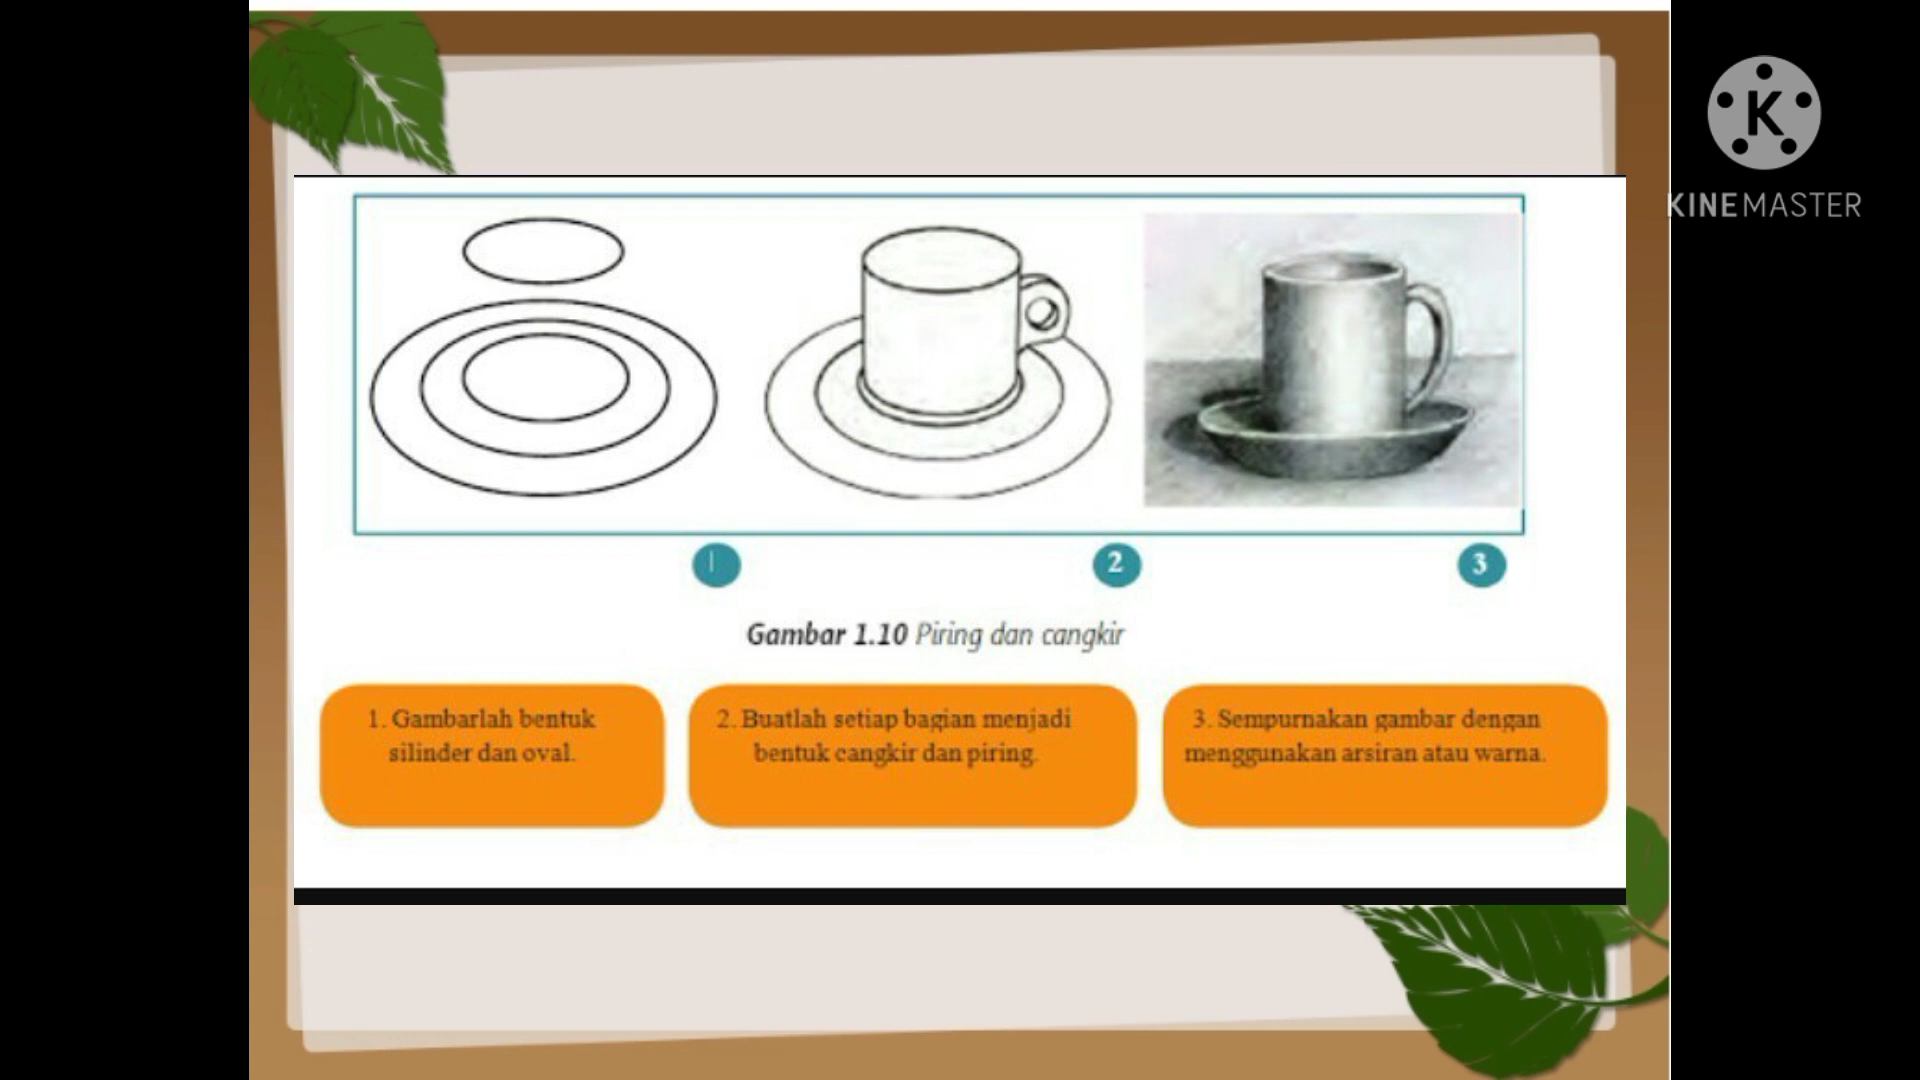 K
KINEMASTER
1
2
3
Gambar 1.10 Piring dan cangkir
1. Gambarlah bentuk
silinder dan oval.
2. Buatlah setiap bagian menjadi
bentuk cangkir dan piring.
3. Sempurnakan gambar dengan
menggunakan arsiran atau warna.